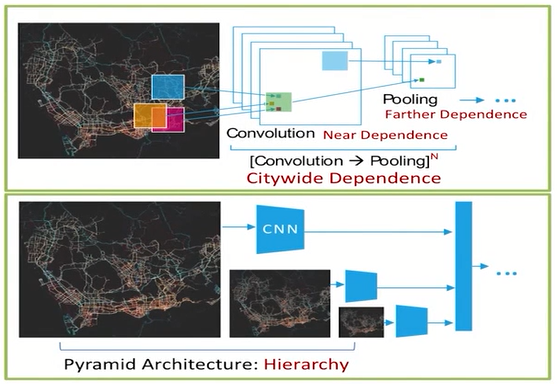 Pooling
Farther Dependence
Convolution Near Dependence
[Convolution → Pooling]^N
Citywide Dependence
CNN
Pyramid Architecture: Hierarchy